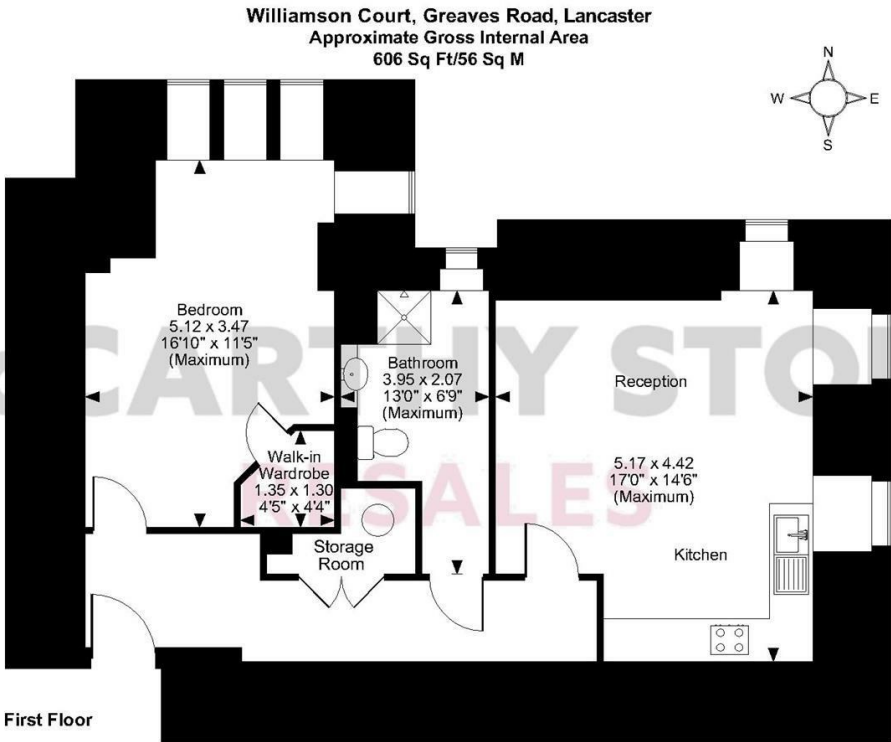 Williamson Court, Greaves Road, Lancaster
Approximate Gross Internal Area
606 Sq Ft/56 Sq M
N
W
E
S
Bedroom
5.12 x 3.47
16'10" x 11'5"
(Maximum)
Bathroom
3.95 x 2.07
13'0" x 6'9"
(Maximum)
Reception
5.17 x 4.42
17'0" x 14'6"
(Maximum)
Kitchen
Walk-in
Wardrobe
1.35 x 1.30
4'5" x 4'4"
Storage
Room
First Floor
CARTHY STO
RESALES